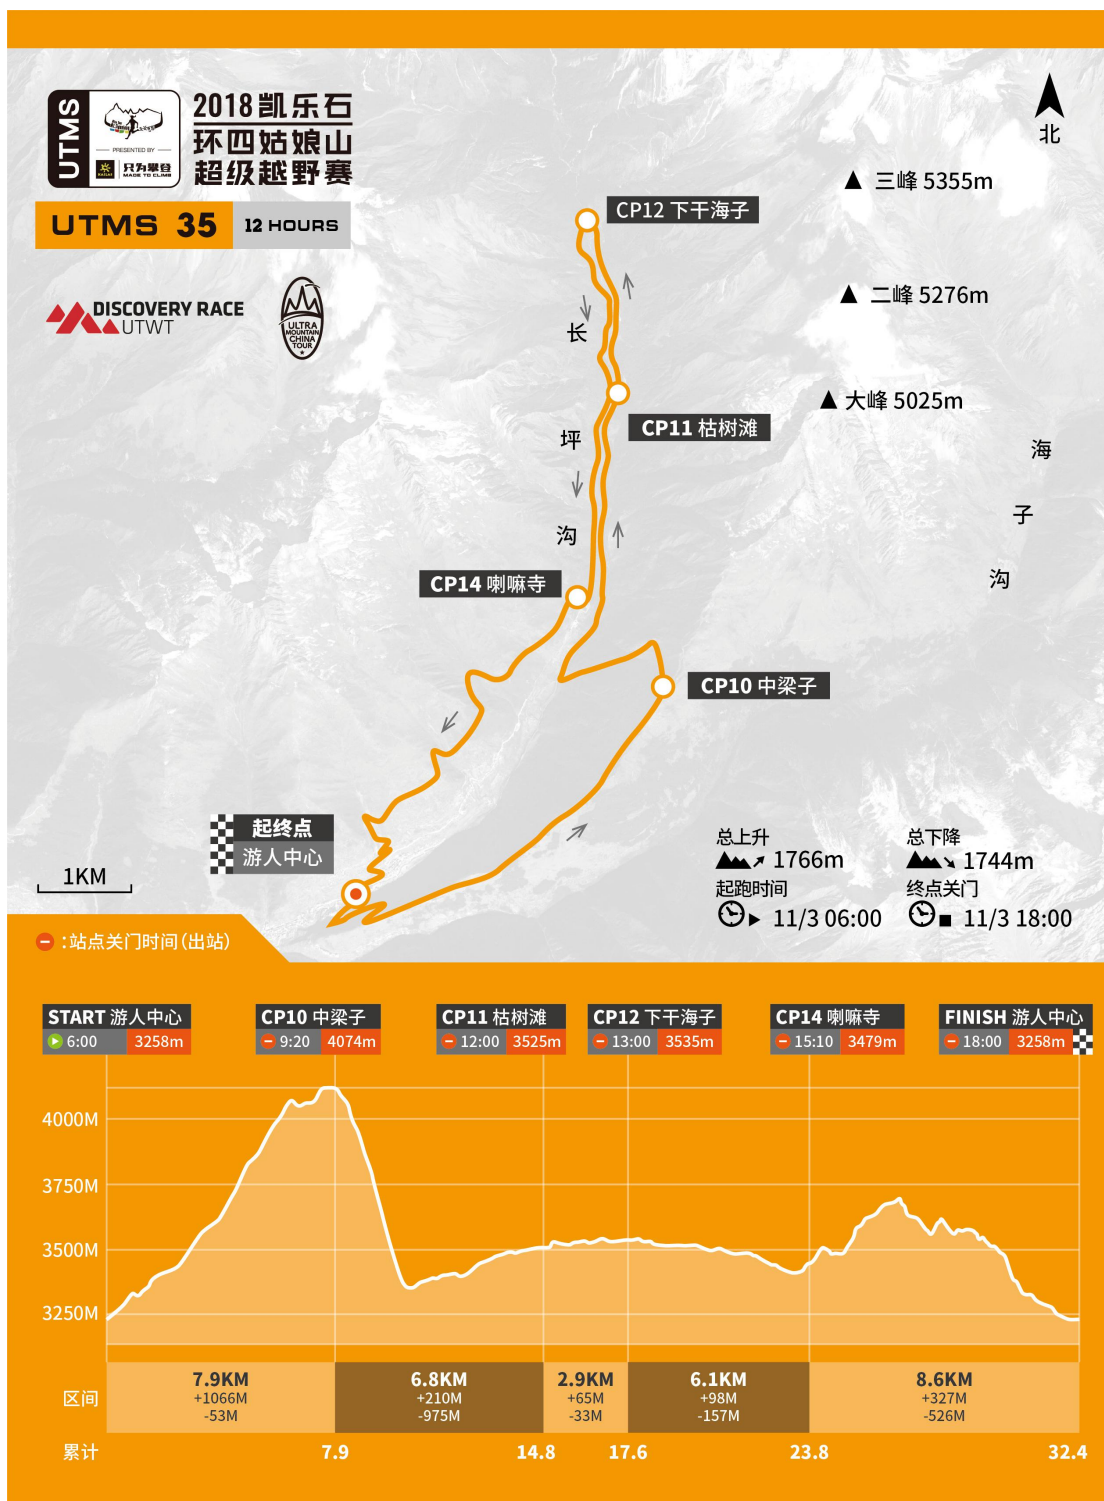 UTMS
PRESENTED BY
KAILAS
只为攀登
MADE TO CLIMB
2018凯乐石
环四姑娘山
超级越野赛
UTMS 35
12 HOURS
DISCOVERY RACE
UTWT
ULTRA
MOUNTAIN
CHINA
TOUR
北
三峰 5355m
二峰 5276m
大峰 5025m
海
子
沟
CP12 下干海子
长
坪
沟
CP11 枯树滩
CP14 喇嘛寺
CP10 中梁子
起终点
游人中心
1KM
总上升
1766m
总下降
1744m
起跑时间
11/3 06:00
终点关门
11/3 18:00
:站点关门时间(出站)
START 游人中心
6:00 3258m
CP10 中梁子
9:20 4074m
CP11 枯树滩
12:00 3525m
CP12 下干海子
13:00 3535m
CP14 喇嘛寺
15:10 3479m
FINISH 游人中心
18:00 3258m
4000M
3750M
3500M
3250M
区间
7.9KM
+1066M
-53M
6.8KM
+210M
-975M
2.9KM
+65M
-33M
6.1KM
+98M
-157M
8.6KM
+327M
-526M
累计 7.9 14.8 17.6 23.8 32.4